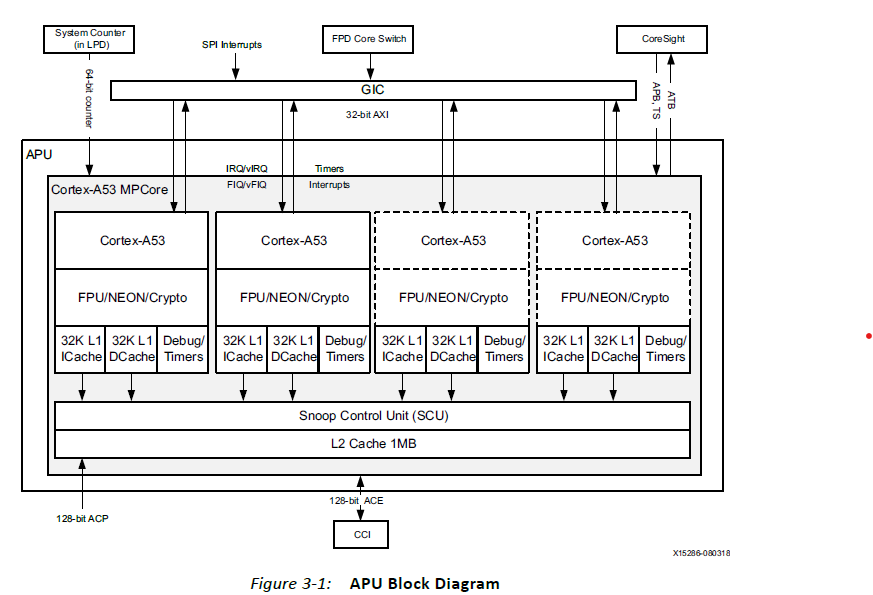 System Counter
(in LPD)
SPI Interrupts
FPD Core Switch
CoreSight
64-bit counter
GIC
32-bit AXI
APB, TS
ATB
APU
IRQ/vIRQ
Timers
FIQ/vFIQ
Interrupts
Cortex-A53 MPCore
Cortex-A53
Cortex-A53
Cortex-A53
Cortex-A53
FPU/NEON/Crypto
FPU/NEON/Crypto
FPU/NEON/Crypto
FPU/NEON/Crypto
32K L1
ICache
32K L1
DCache
Debug/
Timers
32K L1
ICache
32K L1
DCache
Debug/
Timers
32K L1
ICache
32K L1
DCache
Debug/
Timers
32K L1
ICache
32K L1
DCache
Debug/
Timers
Snoop Control Unit (SCU)
L2 Cache 1MB
128-bit ACP
128-bit ACE
CCI
X15286-080318
Figure 3-1: APU Block Diagram